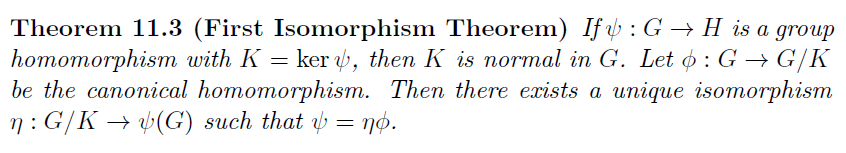 Theorem 11.3 (First Isomorphism Theorem) If ψ : G → H is a group
homomorphism with K = ker ψ, then K is normal in G. Let ϕ : G → G/K
be the canonical homomorphism. Then there exists a unique isomorphism
η : G/K → ψ(G) such that ψ = ηϕ.